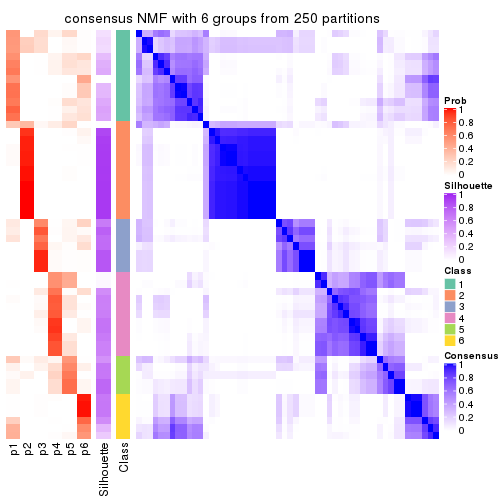 consensus NMF with 6 groups from 250 partitions
Prob
1
0.8
0.6
0.4
0.2
0
Silhouette
1
0.8
0.6
0.4
0.2
0
Class
1
2
3
4
5
6
Consensus
1
0.8
0.6
0.4
0.2
0
p1
p2
p3
p4
p5
p6
Silhouette
Class